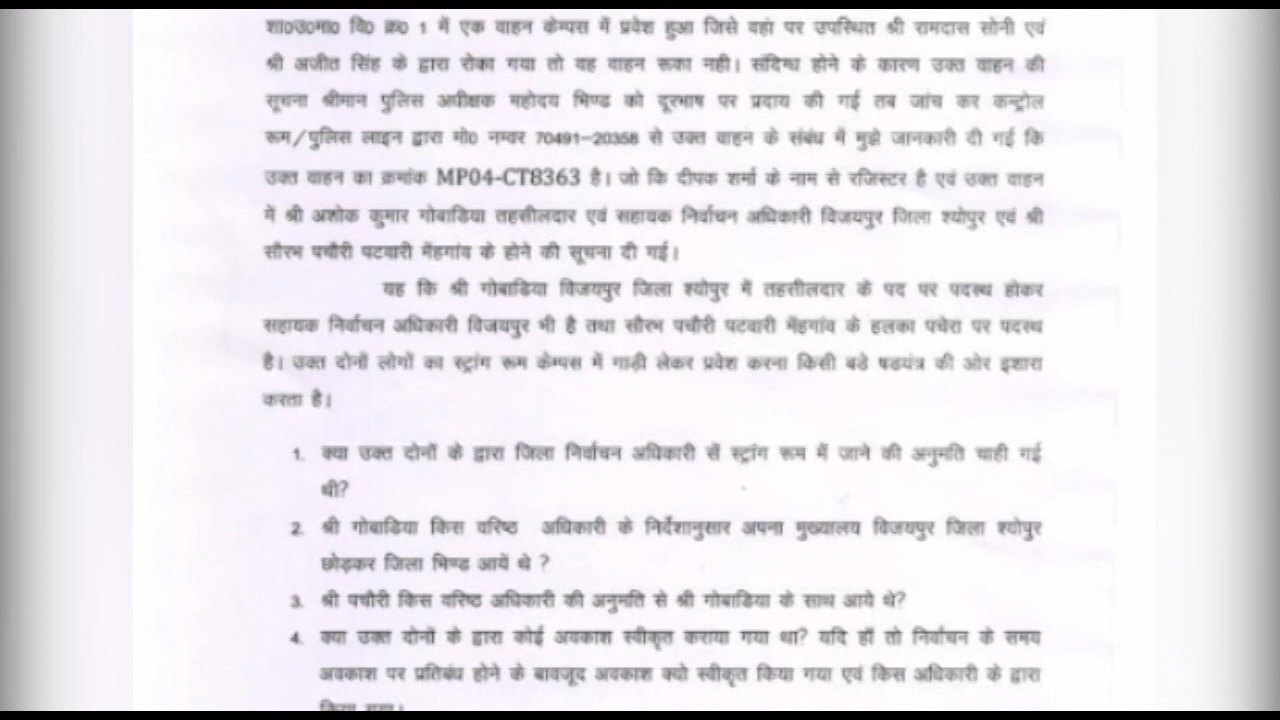 शा0उ0मा0 वि0 क्र0 1 में एक वाहन केम्पस में प्रवेश हुआ जिसे वहां पर उपस्थित श्री रामदास सोनी एवं
श्री अजीत सिंह के द्वारा रोका गया तो वह वाहन रूका नही। संदिग्ध होने के कारण उक्त वाहन की
सूचना श्रीमान पुलिस अधीक्षक महोदय भिण्ड को दूरभाष पर प्रदाय की गई तब जांच कर कन्ट्रोल
रूम/पुलिस लाइन द्वारा मो0 नम्वर 70491-20358 से उक्त वाहन के संबंध में मुझे जानकारी दी गई कि
उक्त वाहन का क्रमांक MP04-CT8363 है। जो कि दीपक शर्मा के नाम से रजिस्टर है एवं उक्त वाहन
में श्री अशोक कुमार गोबाडिया तहसीलदार एवं सहायक निर्वाचन अधिकारी विजयपुर जिला श्योपुर एवं श्री
सौरभ पचौरी पटवारी मेंहगांव के होने की सूचना दी गई।
यह कि श्री गोबाडिया विजयपुर जिला श्योपुर में तहसीलदार के पद पर पदस्थ होकर
सहायक निर्वाचन अधिकारी विजयपुर भी है तथा सौरभ पचौरी पटवारी मेंहगांव के हलका पचेरा पर पदस्थ
है। उक्त दोनों लोगों का स्ट्रांग रूम केम्पस में गाड़ी लेकर प्रवेश करना किसी बडे षडयंत्र की ओर इशारा
करता है।
1. क्या उक्त दोनों के द्वारा जिला निर्वाचन अधिकारी सें स्ट्रांग रूम में जाने की अनुमति चाही गई
थी?
2. श्री गोबाडिया किस वरिष्ठ अधिकारी के निर्देशानुसार अपना मुख्यालय विजयपुर जिला श्योपुर
छोड़कर जिला भिण्ड आयें थे ?
3. श्री पचौरी किस वरिष्ठ अधिकारी की अनुमति से श्री गोबाडिया के साथ आये थे?
4. क्या उक्त दोनों के द्वारा कोई अवकाश स्वीकृत कराया गया था? यदि हॉं तो निर्वाचन के समय
अवकाश पर प्रतिबंध होने के बावजूद अवकाश क्यो स्वीकृत किया गया एवं किस अधिकारी के द्वारा
किया गया।